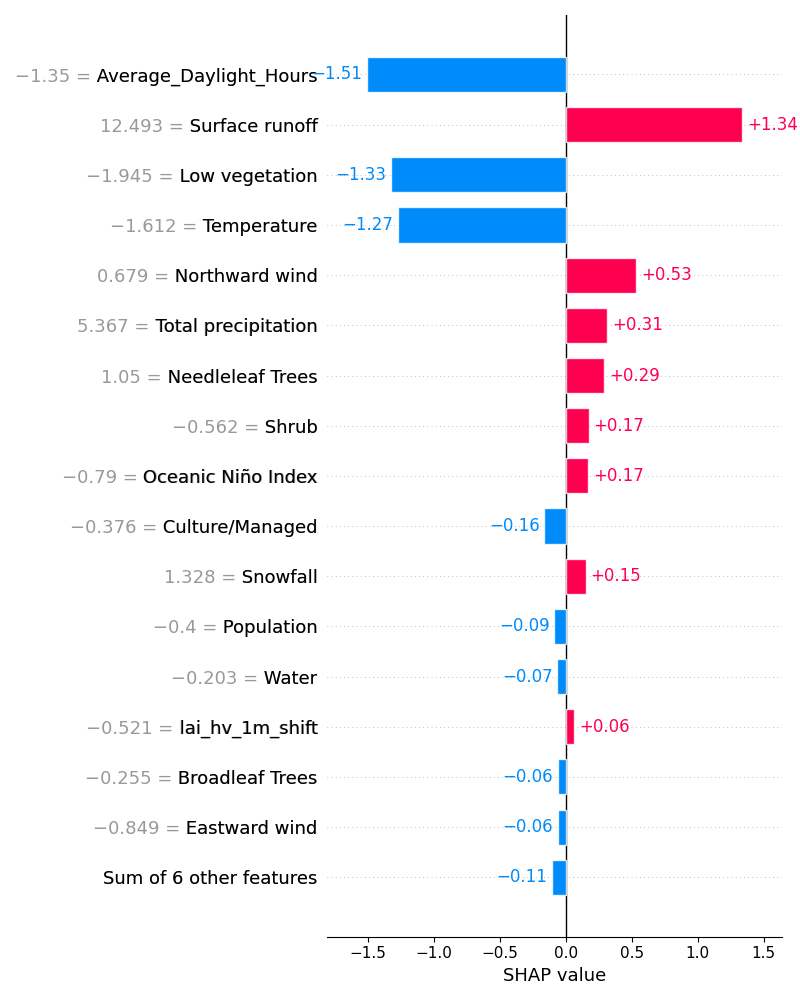 −1.35 = Average_Daylight_Hours −1.51
12.493 = Surface runoff +1.34
−1.945 = Low vegetation −1.33
−1.612 = Temperature −1.27
0.679 = Northward wind +0.53
5.367 = Total precipitation +0.31
1.05 = Needleleaf Trees +0.29
−0.562 = Shrub +0.17
−0.79 = Oceanic Niño Index +0.17
−0.376 = Culture/Managed −0.16
1.328 = Snowfall +0.15
−0.4 = Population −0.09
−0.203 = Water −0.07
−0.521 = lai_hv_1m_shift +0.06
−0.255 = Broadleaf Trees −0.06
−0.849 = Eastward wind −0.06
Sum of 6 other features −0.11
−1.5 −1.0 −0.5 0.0 0.5 1.0 1.5
SHAP value